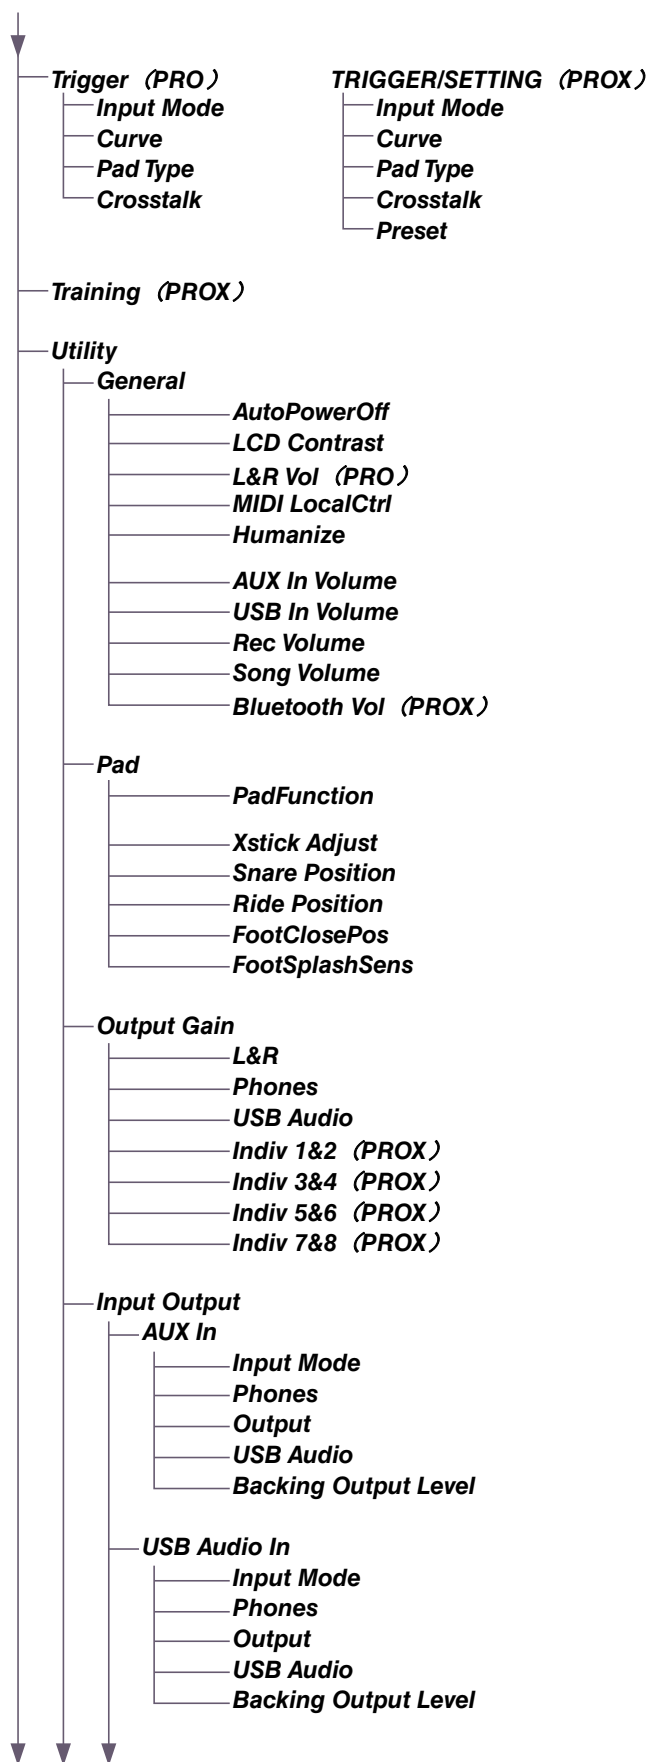 Trigger（PRO）
Input Mode
Curve
Pad Type
Crosstalk
TRIGGER/SETTING（PROX）
Input Mode
Curve
Pad Type
Crosstalk
Preset
Training（PROX）
Utility
General
AutoPowerOff
LCD Contrast
L&R Vol（PRO）
MIDI LocalCtrl
Humanize
AUX In Volume
USB In Volume
Rec Volume
Song Volume
Bluetooth Vol（PROX）
Pad
PadFunction
Xstick Adjust
Snare Position
Ride Position
FootClosePos
FootSplashSens
Output Gain
L&R
Phones
USB Audio
Indiv 1&2（PROX）
Indiv 3&4（PROX）
Indiv 5&6（PROX）
Indiv 7&8（PROX）
Input Output
AUX In
Input Mode
Phones
Output
USB Audio
Backing Output Level
USB Audio In
Input Mode
Phones
Output
USB Audio
Backing Output Level